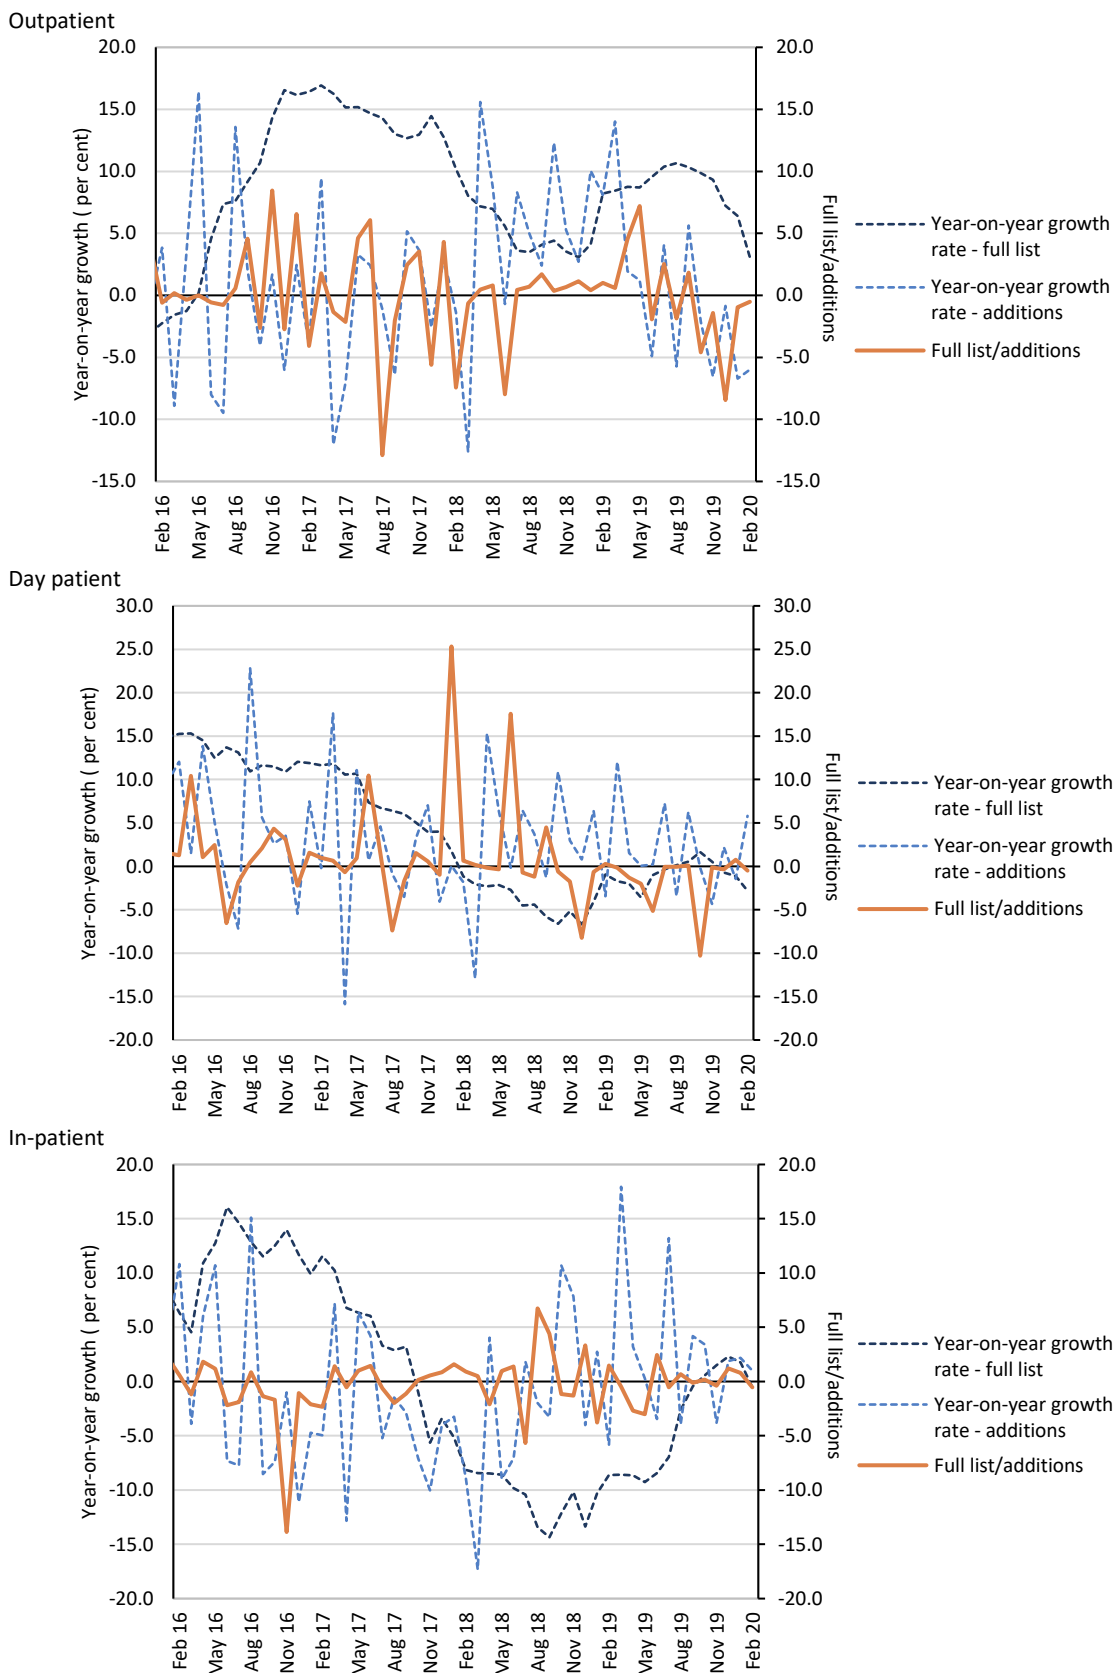 Outpatient
20.0
15.0
10.0
5.0
0.0
-5.0
-10.0
-15.0
Year-on-year growth ( per cent)
20.0
15.0
10.0
5.0
0.0
-5.0
-10.0
-15.0
Full list/additions
Feb 16
May 16
Aug 16
Nov 16
Feb 17
May 17
Aug 17
Nov 17
Feb 18
May 18
Aug 18
Nov 18
Feb 19
May 19
Aug 19
Nov 19
Feb 20
Year-on-year growth
rate - full list
Year-on-year growth
rate - additions
Full list/additions
Day patient
30.0
25.0
20.0
15.0
10.0
5.0
0.0
-5.0
-10.0
-15.0
-20.0
Year-on-year growth ( per cent)
30.0
25.0
20.0
15.0
10.0
5.0
0.0
-5.0
-10.0
-15.0
-20.0
Full list/additions
Feb 16
May 16
Aug 16
Nov 16
Feb 17
May 17
Aug 17
Nov 17
Feb 18
May 18
Aug 18
Nov 18
Feb 19
May 19
Aug 19
Nov 19
Feb 20
Year-on-year growth
rate - full list
Year-on-year growth
rate - additions
Full list/additions
In-patient
20.0
15.0
10.0
5.0
0.0
-5.0
-10.0
-15.0
-20.0
Year-on-year growth ( per cent)
20.0
15.0
10.0
5.0
0.0
-5.0
-10.0
-15.0
-20.0
Full list/additions
Feb 16
May 16
Aug 16
Nov 16
Feb 17
May 17
Aug 17
Nov 17
Feb 18
May 18
Aug 18
Nov 18
Feb 19
May 19
Aug 19
Nov 19
Feb 20
Year-on-year growth
rate - full list
Year-on-year growth
rate - additions
Full list/additions